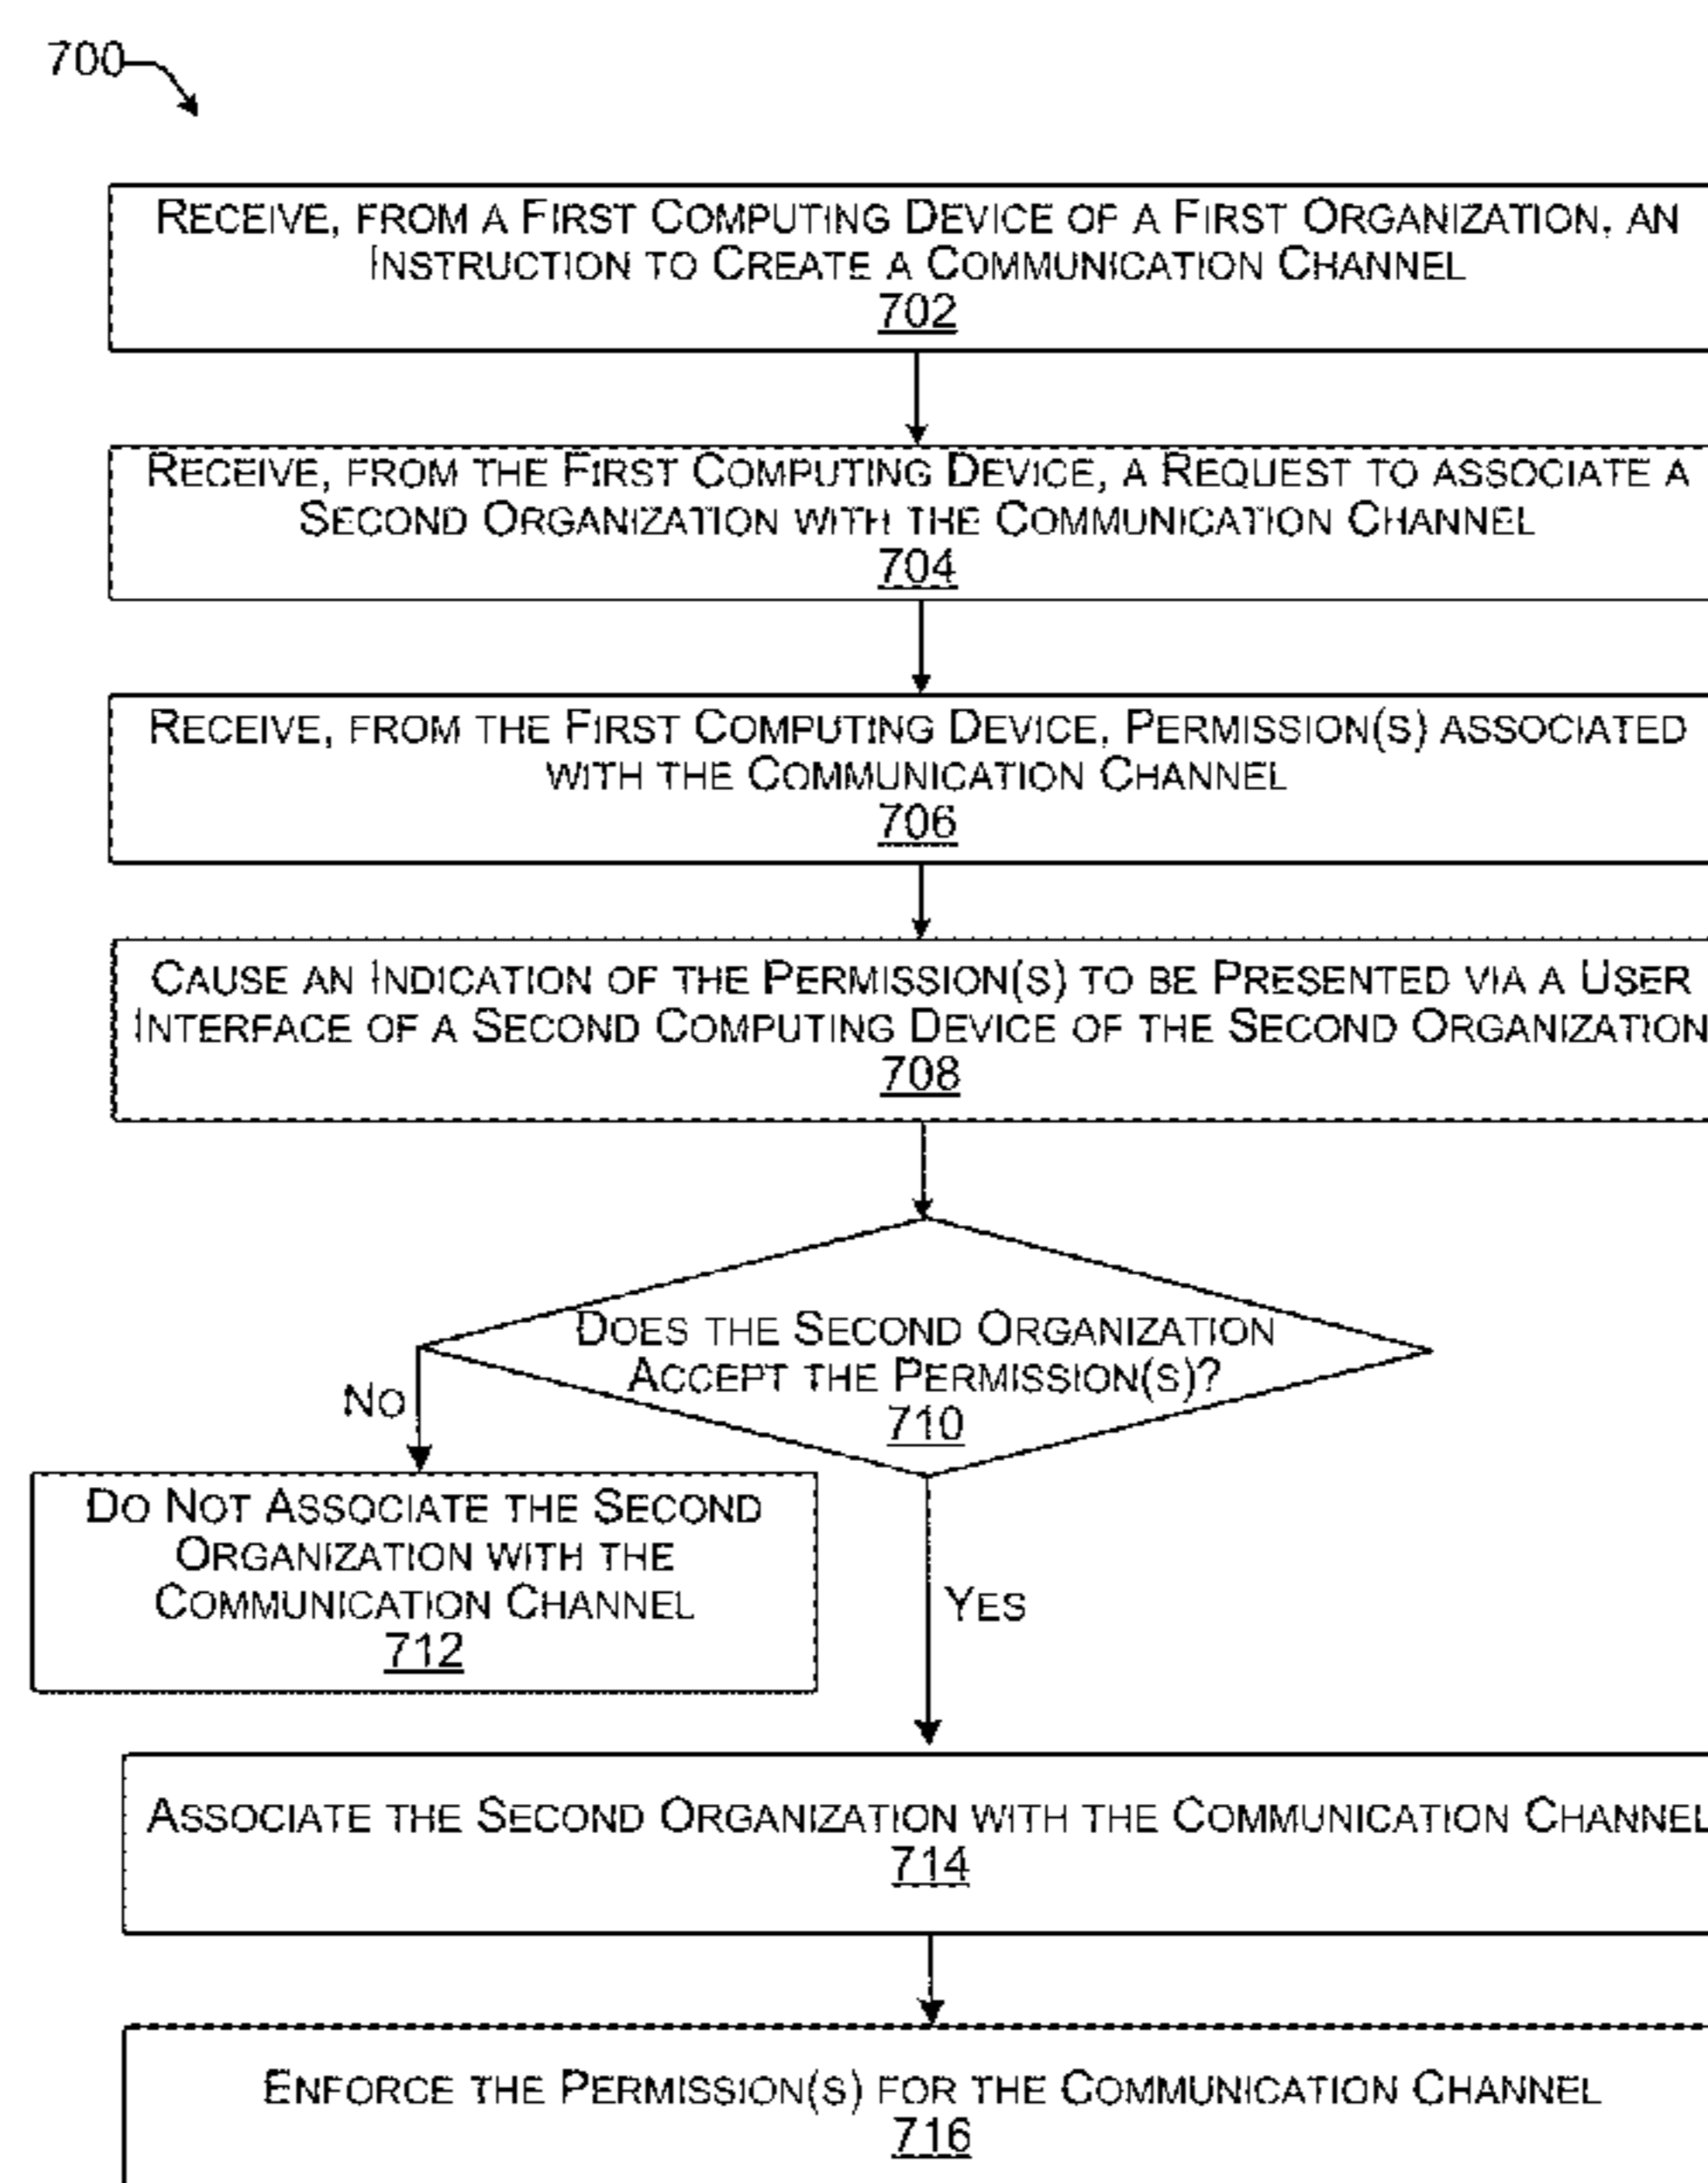 700
RECEIVE, FROM A FIRST COMPUTING DEVICE OF A FIRST ORGANIZATION, AN
INSTRUCTION TO CREATE A COMMUNICATION CHANNEL
702
RECEIVE, FROM THE FIRST COMPUTING DEVICE, A REQUEST TO ASSOCIATE A
SECOND ORGANIZATION WITH THE COMMUNICATION CHANNEL
704
RECEIVE, FROM THE FIRST COMPUTING DEVICE, PERMISSION(S) ASSOCIATED
WITH THE COMMUNICATION CHANNEL
706
CAUSE AN INDICATION OF THE PERMISSION(S) TO BE PRESENTED VIA A USER
INTERFACE OF A SECOND COMPUTING DEVICE OF THE SECOND ORGANIZATION
708
DOES THE SECOND ORGANIZATION
ACCEPT THE PERMISSION(S)?
710
NO
DO NOT ASSOCIATE THE SECOND
ORGANIZATION WITH THE
COMMUNICATION CHANNEL
712
YES
ASSOCIATE THE SECOND ORGANIZATION WITH THE COMMUNICATION CHANNEL
714
ENFORCE THE PERMISSION(S) FOR THE COMMUNICATION CHANNEL
716